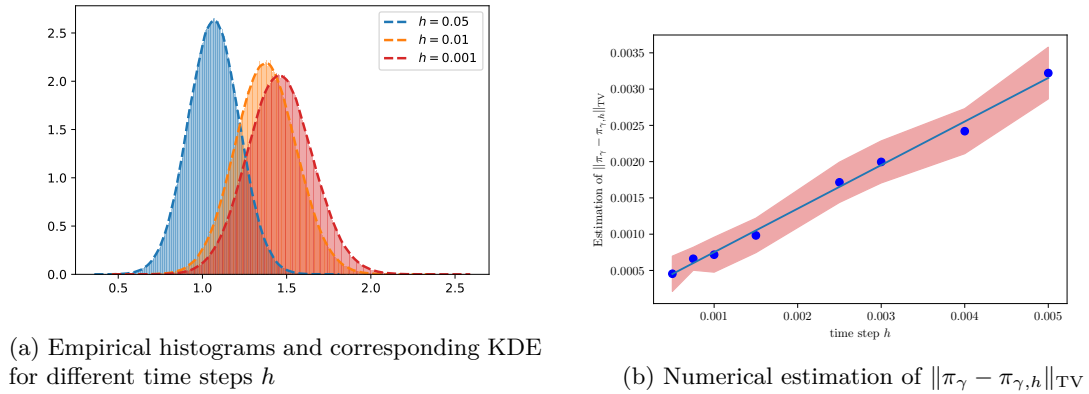 2.5
2.0
1.5
1.0
0.5
0.0
0.5 1.0 1.5 2.0 2.5
h = 0.05
h = 0.01
h = 0.001
(a) Empirical histograms and corresponding KDE
for different time steps h
Estimation of ‖π_γ − π_{γ,h}‖_TV
0.0035
0.0030
0.0025
0.0020
0.0015
0.0010
0.0005
0.001 0.002 0.003 0.004 0.005
time step h
(b) Numerical estimation of ‖π_γ − π_{γ,h}‖_TV